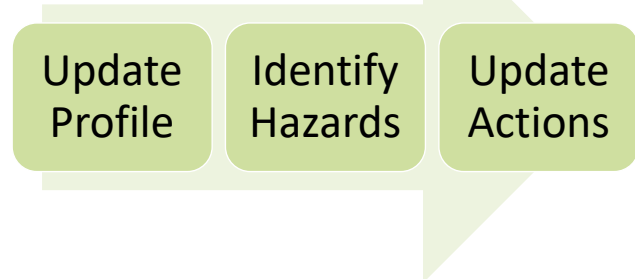 Update
Profile
Identify
Hazards
Update
Actions